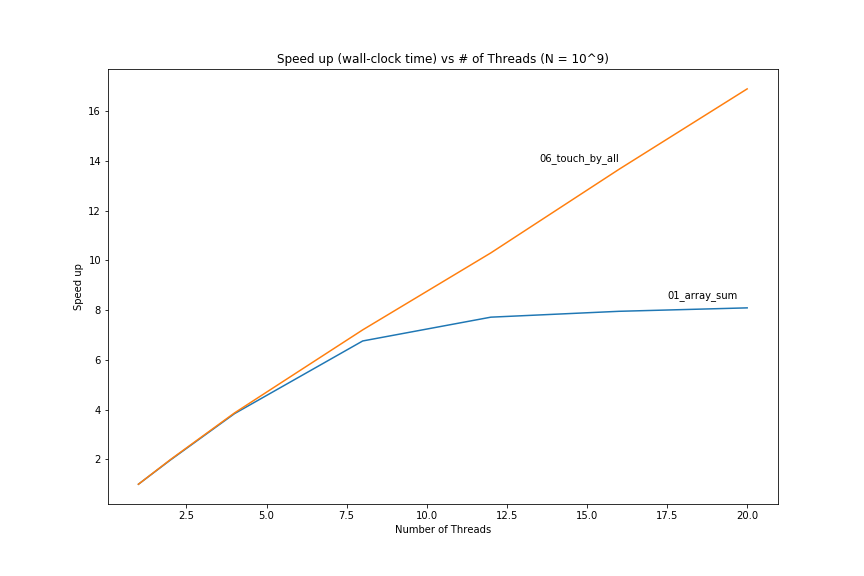 Speed up (wall-clock time) vs # of Threads (N = 10^9)
16
14
12
10
8
6
4
2
Speed up
06_touch_by_all
01_array_sum
2.5 5.0 7.5 10.0 12.5 15.0 17.5 20.0
Number of Threads